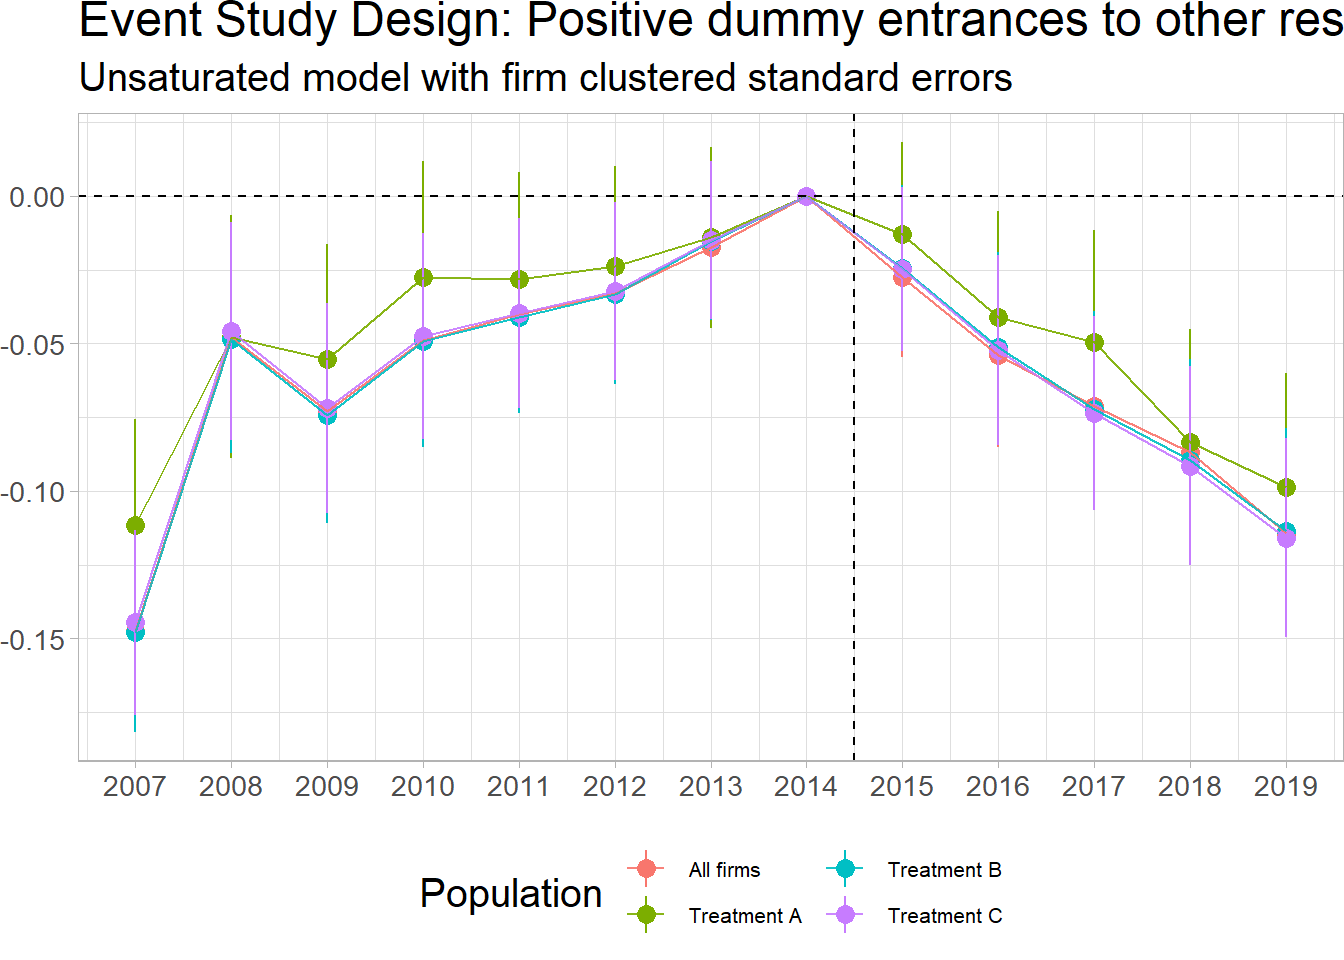 Event Study Design: Positive dummy entrances to other res
Unsaturated model with firm clustered standard errors
0.00
-0.05
-0.10
-0.15
2007 2008 2009 2010 2011 2012 2013 2014 2015 2016 2017 2018 2019
Population
All firms
Treatment B
Treatment A
Treatment C